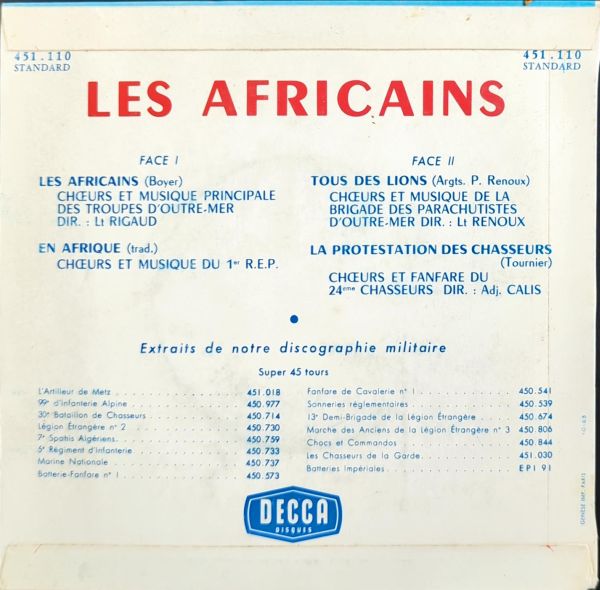 451.110
STANDARD
451.110
STANDARD
LES AFRICAINS
FACE I
LES AFRICAINS (Boyer)
CHŒURS ET MUSIQUE PRINCIPALE
DES TROUPES D'OUTRE-MER
DIR. : Lt RIGAUD
EN AFRIQUE (trad.)
CHŒURS ET MUSIQUE DU 1er R.E.P.
FACE II
TOUS DES LIONS (Argts. P. Renoux)
CHŒURS ET MUSIQUE DE LA
BRIGADE DES PARACHUTISTES
D'OUTRE-MER DIR. : Lt RENOUX
LA PROTESTATION DES CHASSEURS
(Tournier)
CHŒURS ET FANFARE DU
24eme CHASSEURS DIR. : Adj. CALIS
Extraits de notre discographie militaire
Super 45 tours
L'Artilleur de Metz 451.018
99e d'Infanterie Alpine 450.977
30e Bataillon de Chasseurs 450.714
Légion Étrangère n° 2 450.730
7e Spahis Algériens 450.759
5e Régiment d'Infanterie 450.733
Marine Nationale 450.737
Batterie-Fanfare n° 1 450.573
Fanfare de Cavalerie n° 1 450.541
Sonneries réglementaires 450.539
13e Demi-Brigade de la Légion Étrangère 450.674
Marche des Anciens de la Légion Étrangère n° 3 450.806
Chocs et Commandos 450.844
Les Chasseurs de la Garde 451.030
Batteries Impériales EPI 91
DECCA
DISQUES